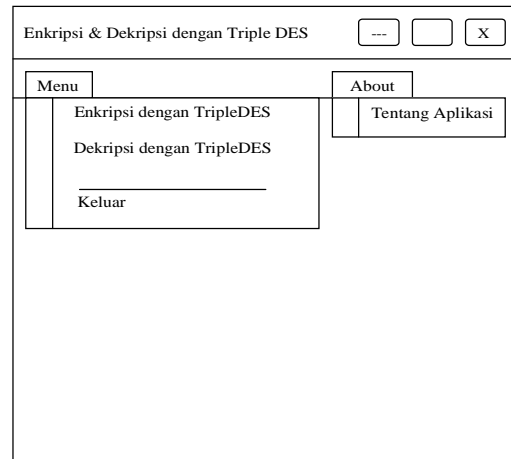 Enkripsi & Dekripsi dengan Triple DES --- X
Menu About
Enkripsi dengan TripleDES Tentang Aplikasi
Dekripsi dengan TripleDES
Keluar